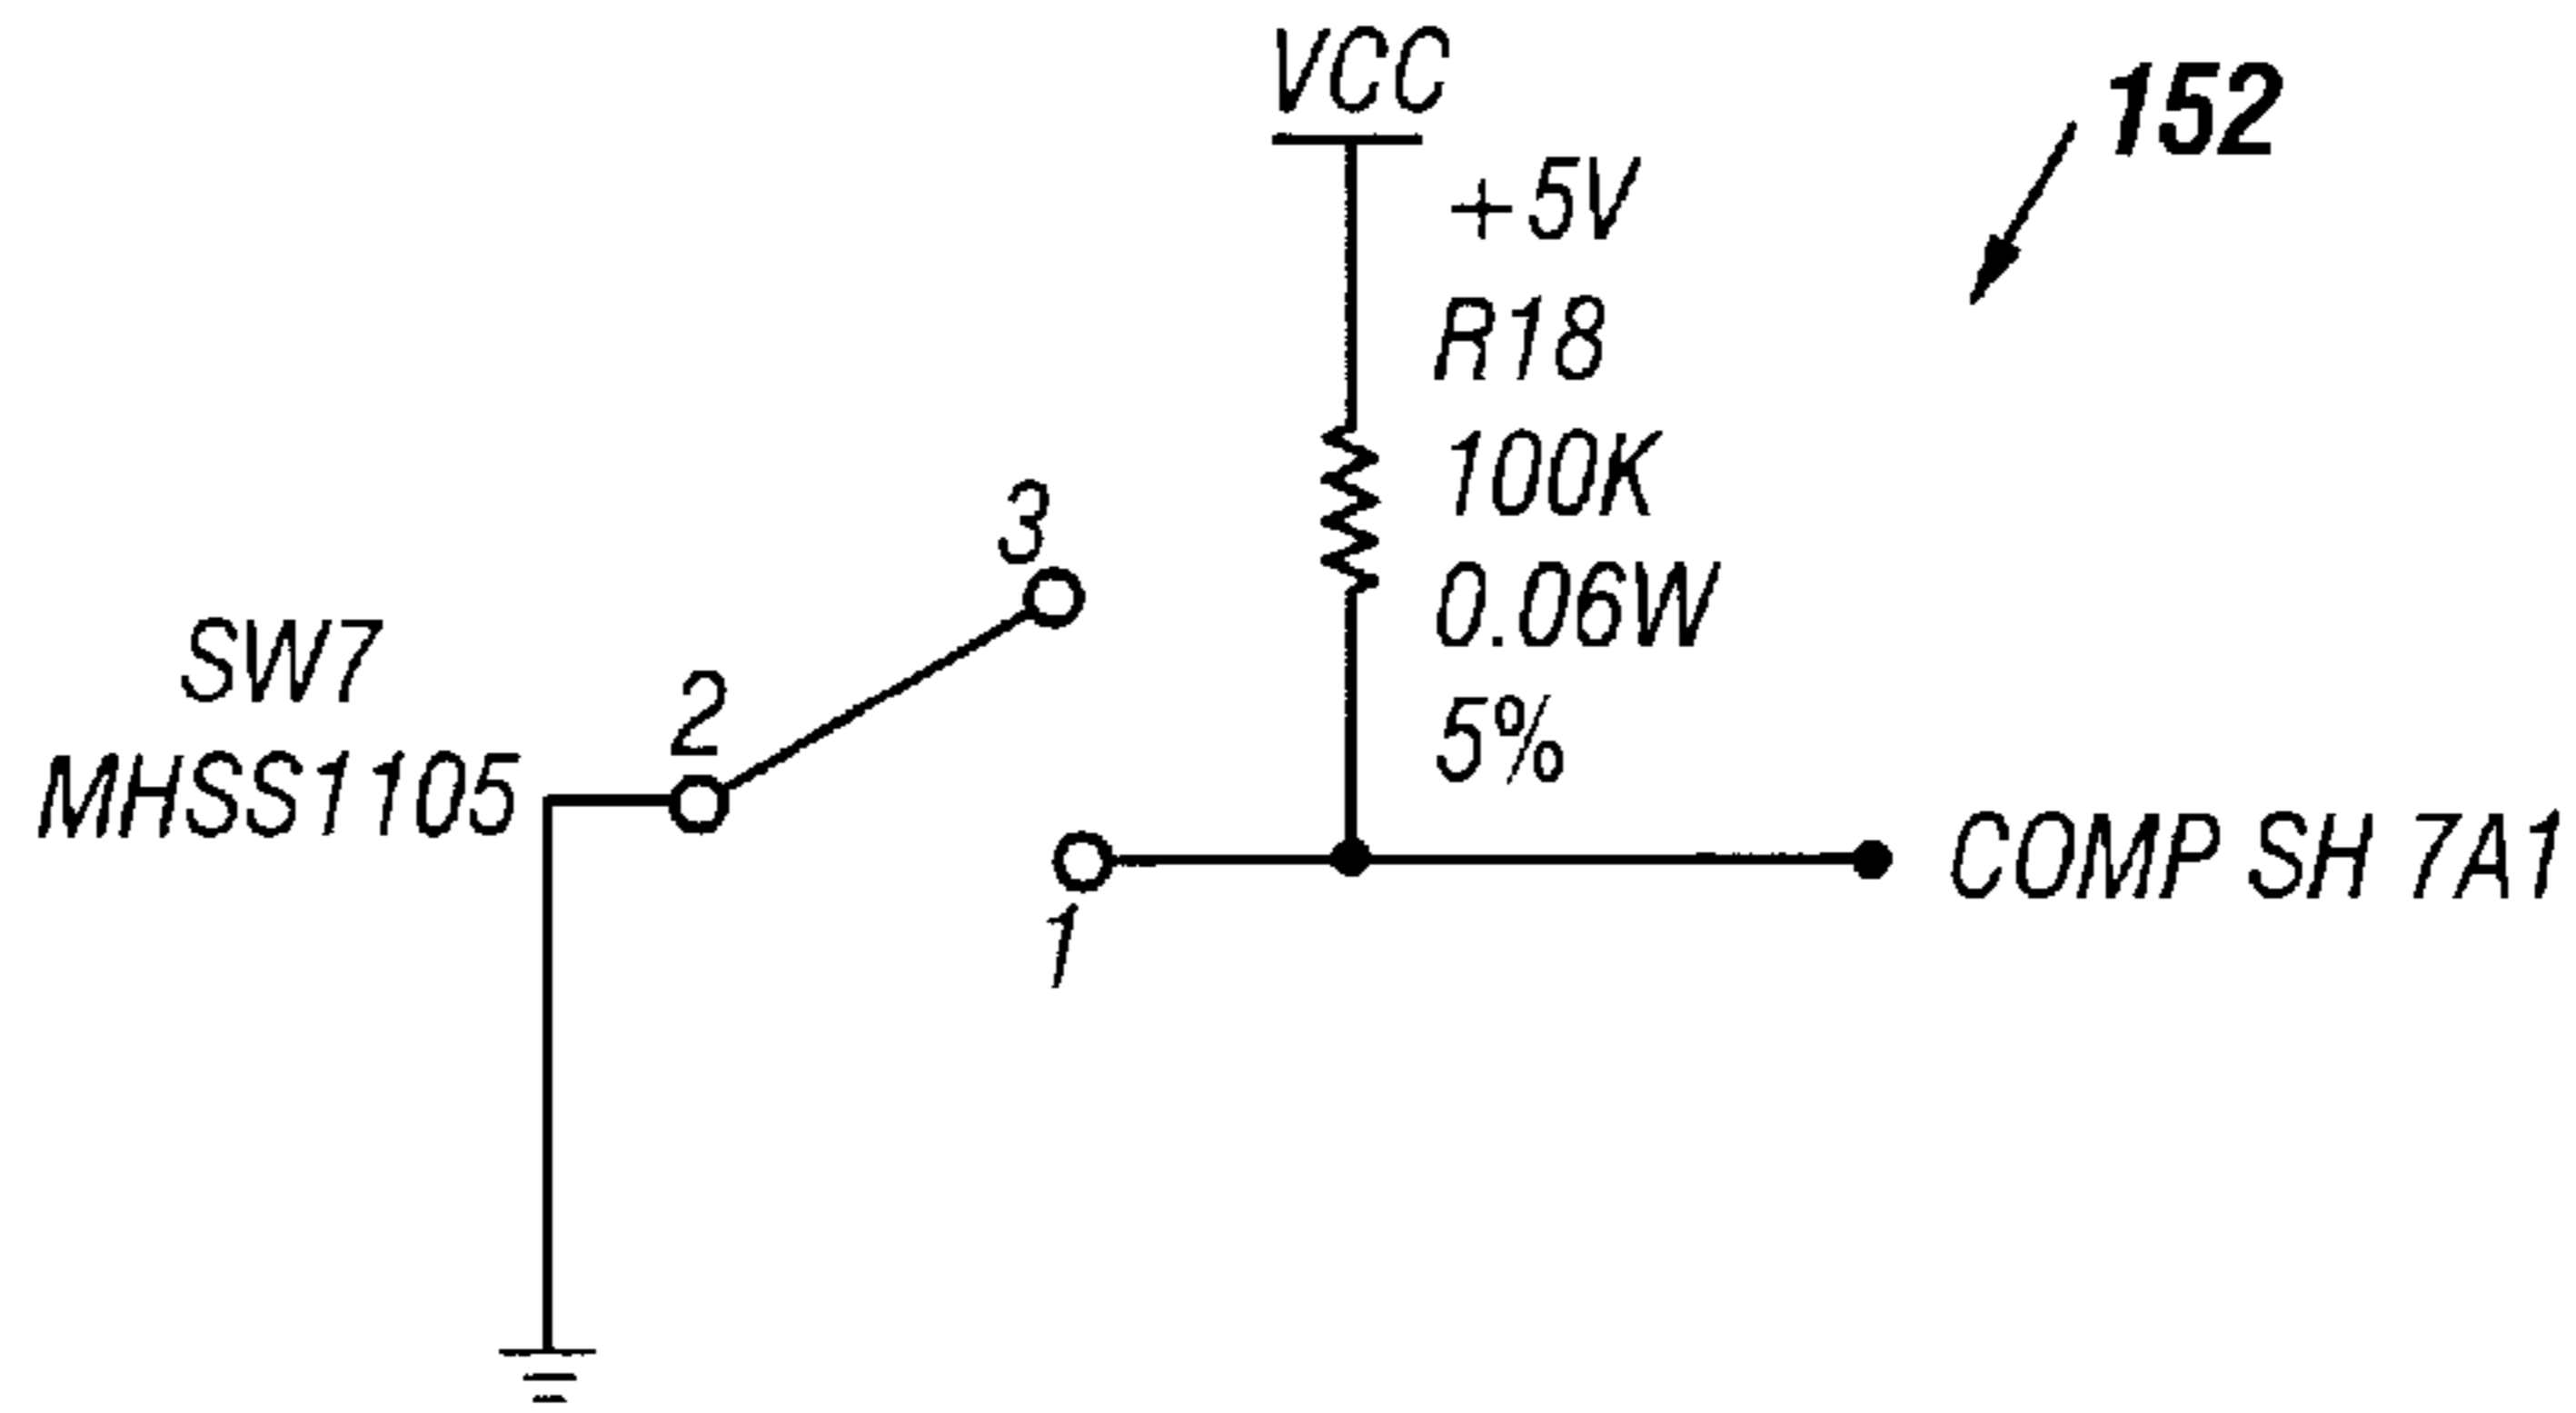 VCC
152
+5V
R18
100K
0.06W
5%
3
SW7
2
MHSS1105
1
COMP SH 7A1